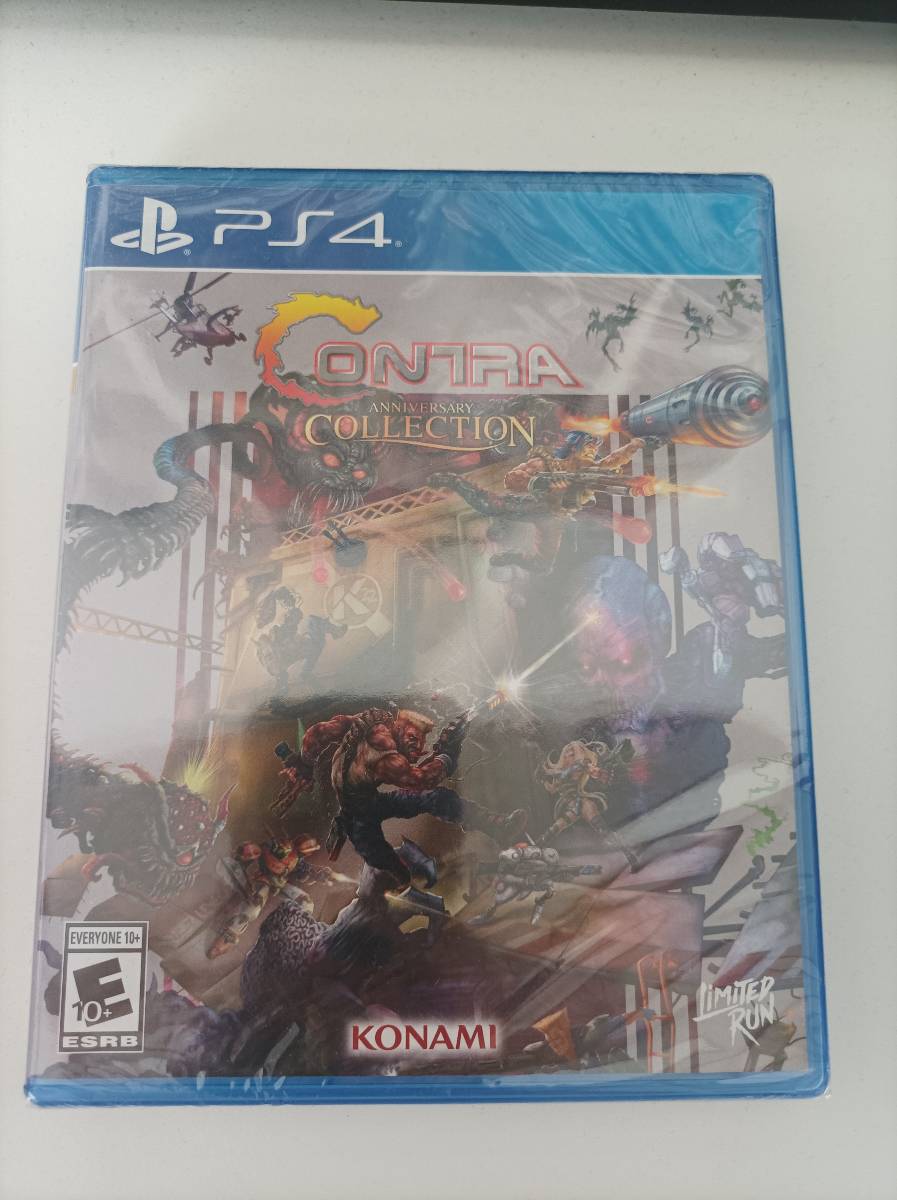 PS4
CONTRA
ANNIVERSARY
COLLECTION
EVERYONE 10+
E
10+
ESRB
KONAMI
LIMITED
RUN